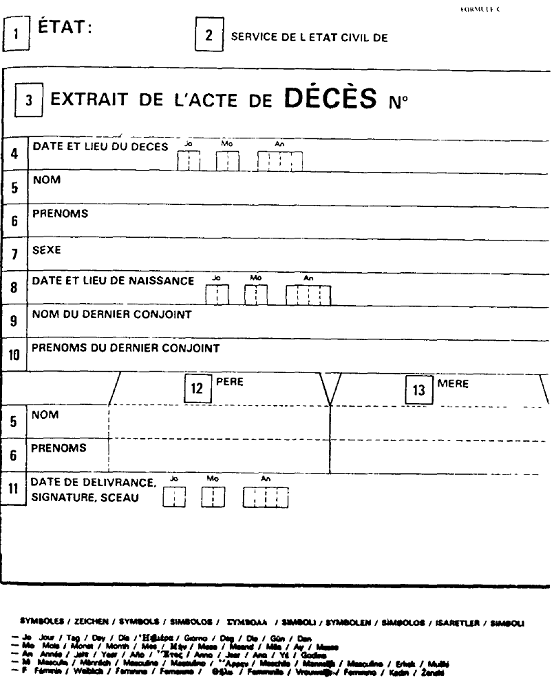 FORMULE C
1 ÉTAT:
2 SERVICE DE L ETAT CIVIL DE
3 EXTRAIT DE L'ACTE DE DÉCÈS N°
4 DATE ET LIEU DU DECES Jo Mo An
5 NOM
6 PRENOMS
7 SEXE
8 DATE ET LIEU DE NAISSANCE Jo Mo An
9 NOM DU DERNIER CONJOINT
10 PRENOMS DU DERNIER CONJOINT
12 PERE 13 MERE
5 NOM
6 PRENOMS
11 DATE DE DELIVRANCE, Jo Mo An
SIGNATURE, SCEAU
SYMBOLES / ZEICHEN / SYMBOLS / SIMBOLOS / ΣΥΜΒΟΛΑ / SIMBOLI / SYMBOLEN / SIMBOLOS / ISARETLER / SIMBOLI
— Jo Jour / Tag / Day / Dia / Ἡμέρα / Giorno / Dag / Dia / Gün / Dan
— Mo Mois / Monat / Month / Mes / Μήν / Mese / Maand / Mês / Ay / Mesec
— An Année / Jahr / Year / Año / Ἔτος / Anno / Jaar / Ano / Yil / Godina
— M Masculin / Männlich / Masculine / Masculino / Ἄρρεν / Maschile / Mannelijk / Masculino / Erkek / Muški
— F Féminin / Weiblich / Feminine / Femenino / Θῆλυ / Femminile / Vrouwelijk / Feminino / Kadin / Zenski